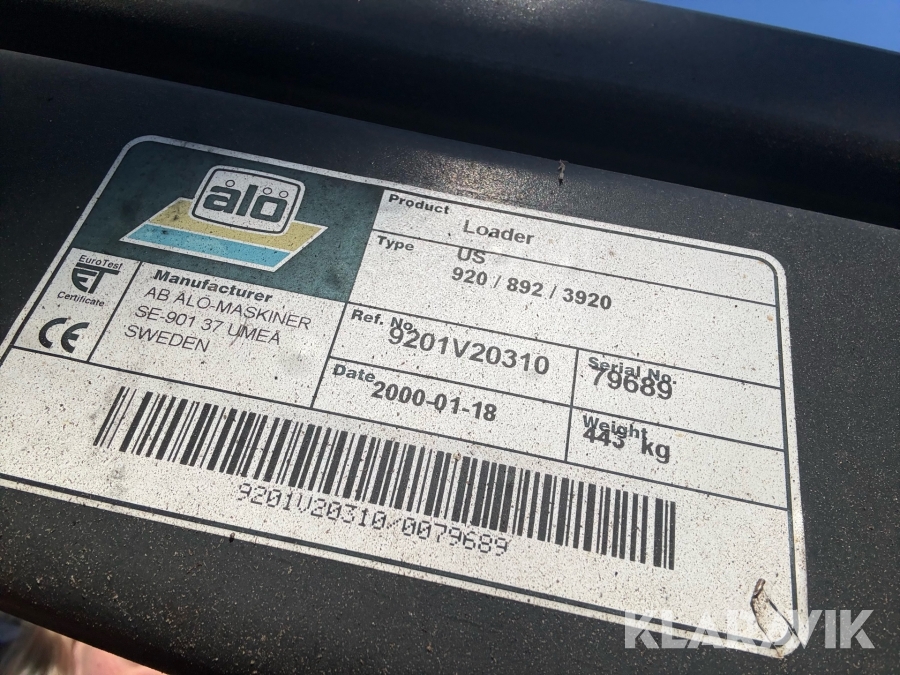 ålö
EuroTest
ET
Certificate
CE
Manufacturer
AB ÅLÖ-MASKINER
SE-901 37 UMEÅ
SWEDEN
Product
Loader
Type
US
920 / 892 / 3920
Ref. No.
9201V20310
Serial No.
79689
Date
2000-01-18
Weight
443 kg
9201V20310/0079689
KLARAVIK